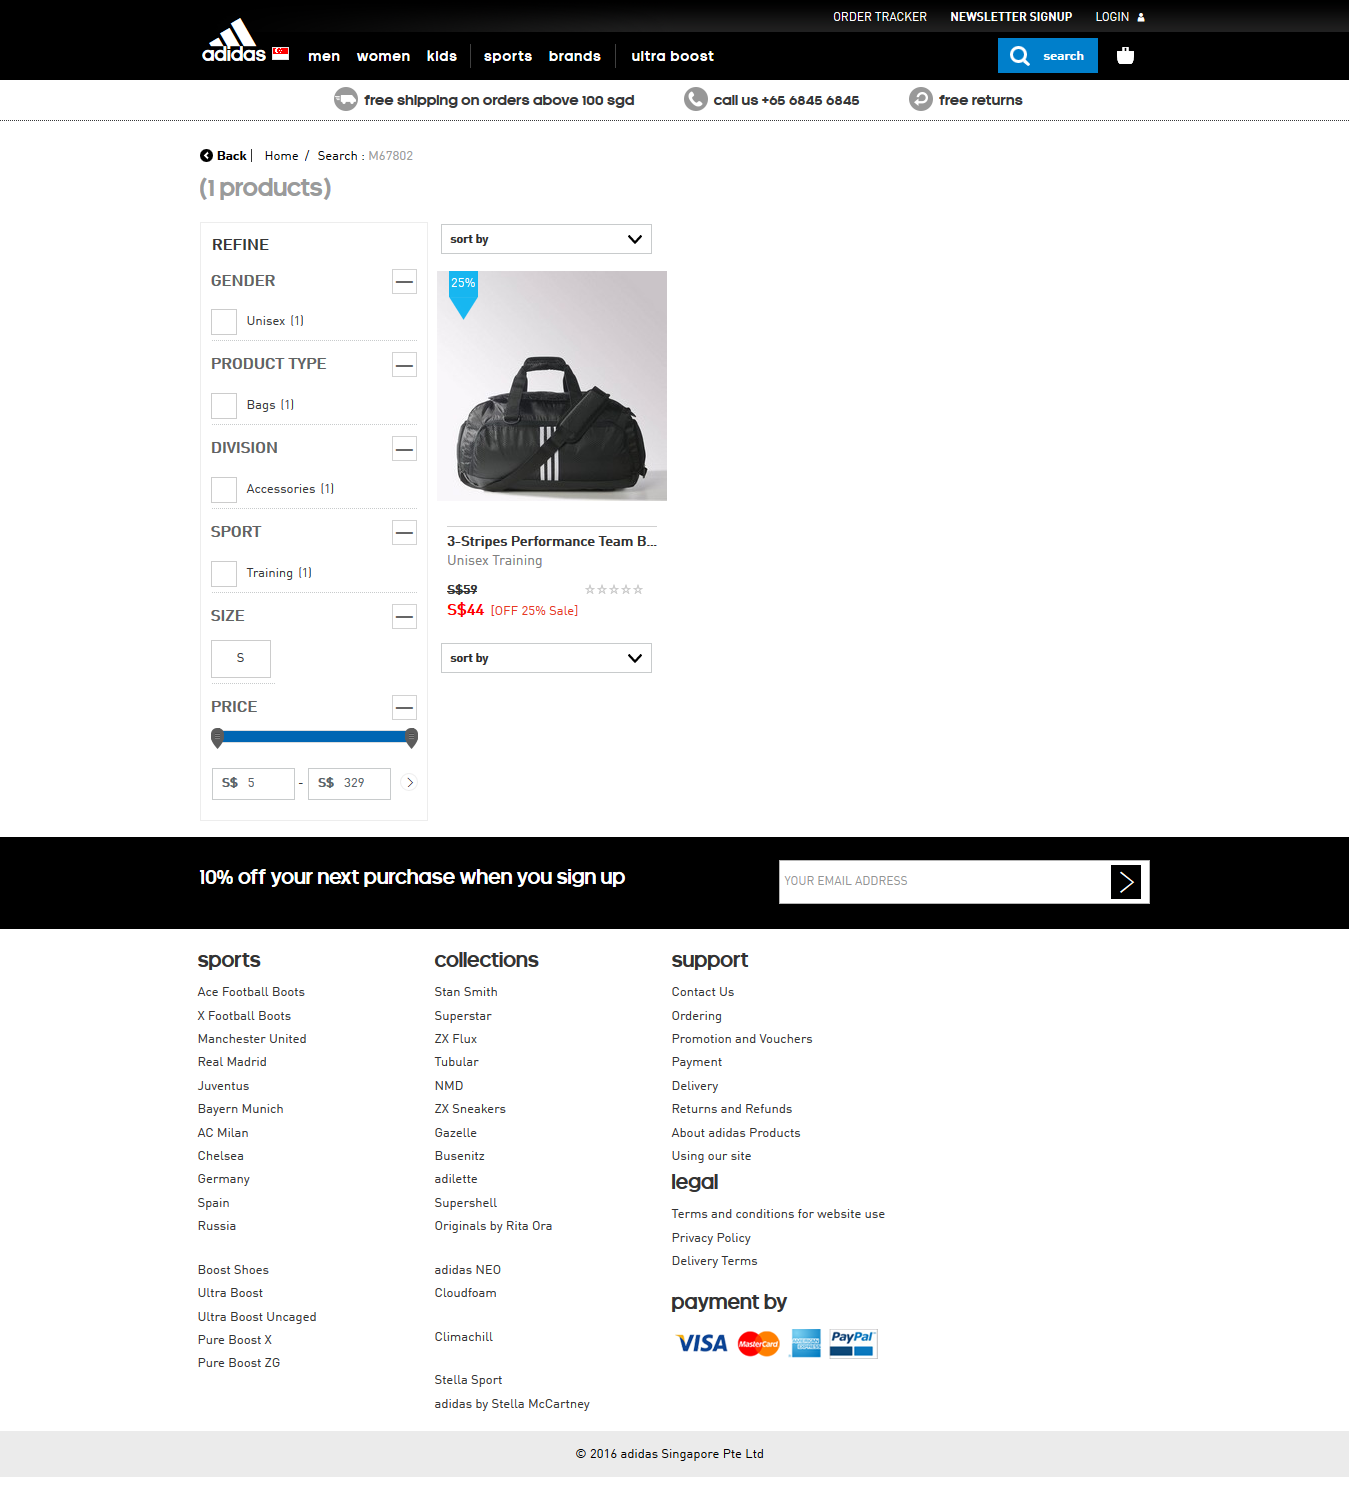 ORDER TRACKER NEWSLETTER SIGNUP LOGIN
adidas men women kids sports brands ultra boost search
free shipping on orders above 100 sgd call us +65 6845 6845 free returns
Back | Home / Search : M67802
(1 products)
REFINE
sort by
GENDER
25%
Unisex (1)
PRODUCT TYPE
Bags (1)
DIVISION
Accessories (1)
SPORT
Training (1)
SIZE
S
PRICE
S$ 5 - S$ 329
3-Stripes Performance Team B...
Unisex Training
S$59
S$44 [OFF 25% Sale]
sort by
10% off your next purchase when you sign up
YOUR EMAIL ADDRESS
sports
Ace Football Boots
X Football Boots
Manchester United
Real Madrid
Juventus
Bayern Munich
AC Milan
Chelsea
Germany
Spain
Russia
Boost Shoes
Ultra Boost
Ultra Boost Uncaged
Pure Boost X
Pure Boost ZG
collections
Stan Smith
Superstar
ZX Flux
Tubular
NMD
ZX Sneakers
Gazelle
Busenitz
adilette
Supershell
Originals by Rita Ora
adidas NEO
Cloudfoam
Climachill
Stella Sport
adidas by Stella McCartney
support
Contact Us
Ordering
Promotion and Vouchers
Payment
Delivery
Returns and Refunds
About adidas Products
Using our site
legal
Terms and conditions for website use
Privacy Policy
Delivery Terms
payment by
VISA MasterCard AMERICAN EXPRESS PayPal
© 2016 adidas Singapore Pte Ltd